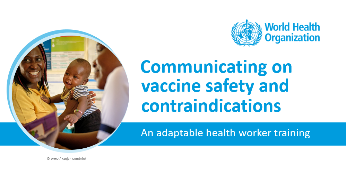 World Health
Organization
Communicating on
vaccine safety and
contraindications
An adaptable health worker training